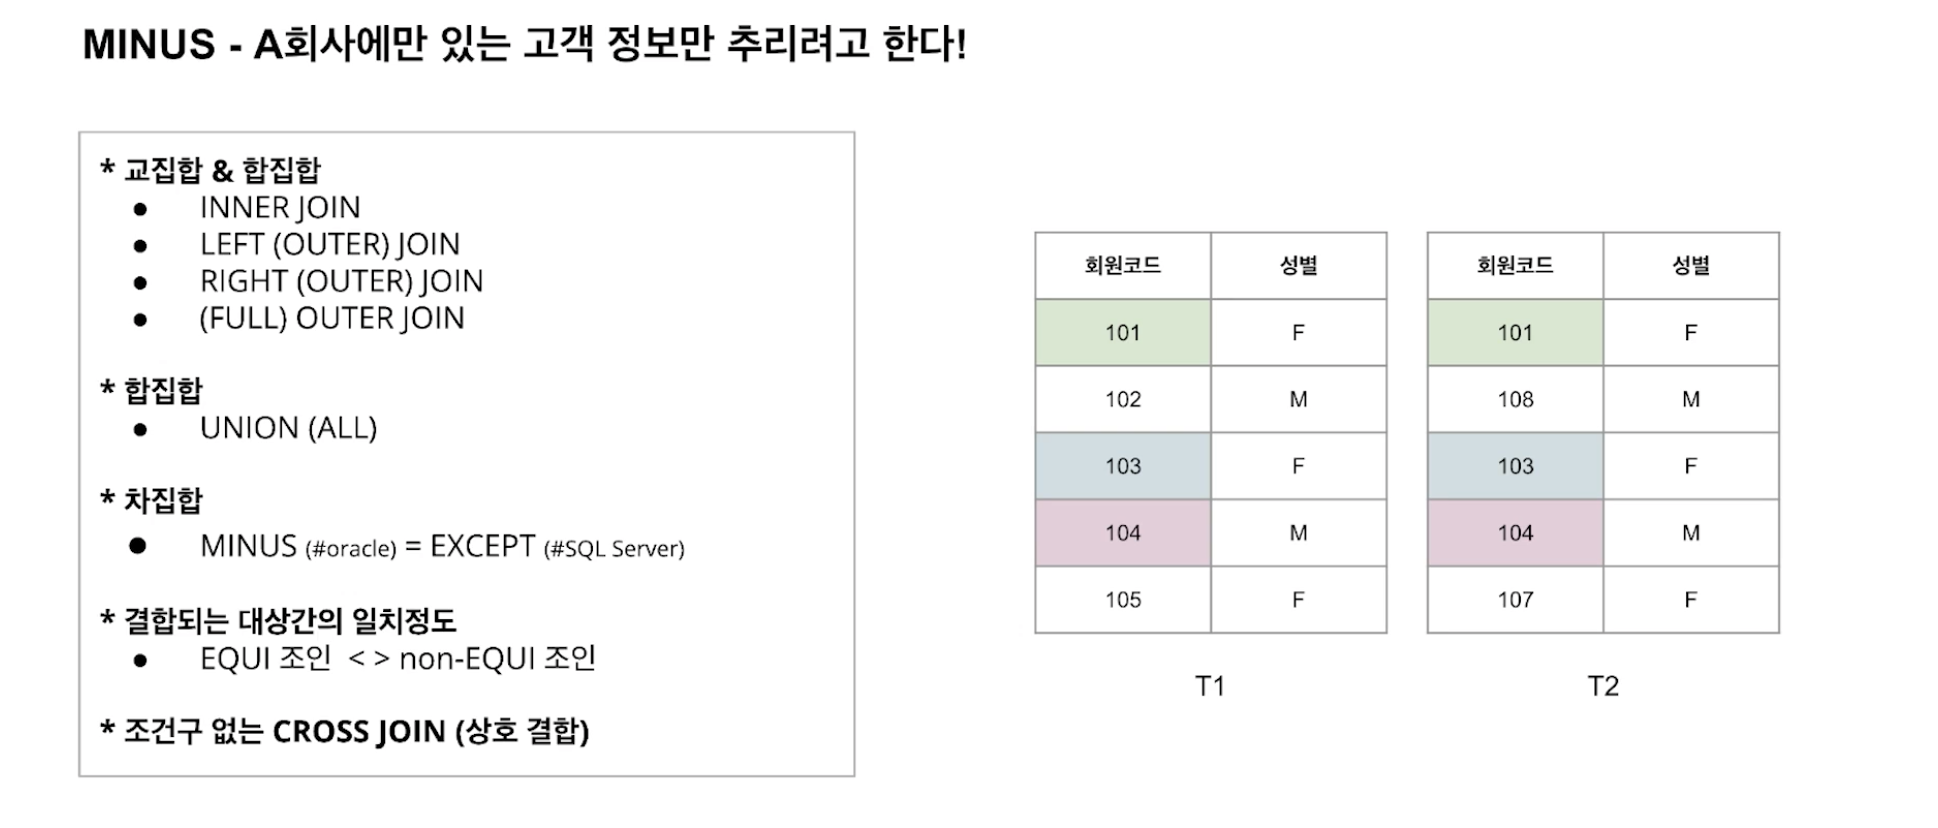 MINUS - A회사에만 있는 고객 정보만 추리려고 한다!
* 교집합 & 합집합
● INNER JOIN
● LEFT (OUTER) JOIN
● RIGHT (OUTER) JOIN
● (FULL) OUTER JOIN
* 합집합
● UNION (ALL)
* 차집합
● MINUS (#oracle) = EXCEPT (#SQL Server)
* 결합되는 대상간의 일치정도
● EQUI 조인 < > non-EQUI 조인
* 조건구 없는 CROSS JOIN (상호 결합)
회원코드 성별
101 F
102 M
103 F
104 M
105 F
T1
회원코드 성별
101 F
108 M
103 F
104 M
107 F
T2